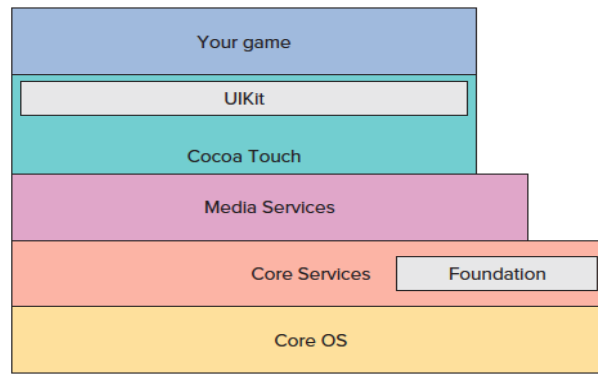 Your game
UIKit
Cocoa Touch
Media Services
Core Services
Foundation
Core OS